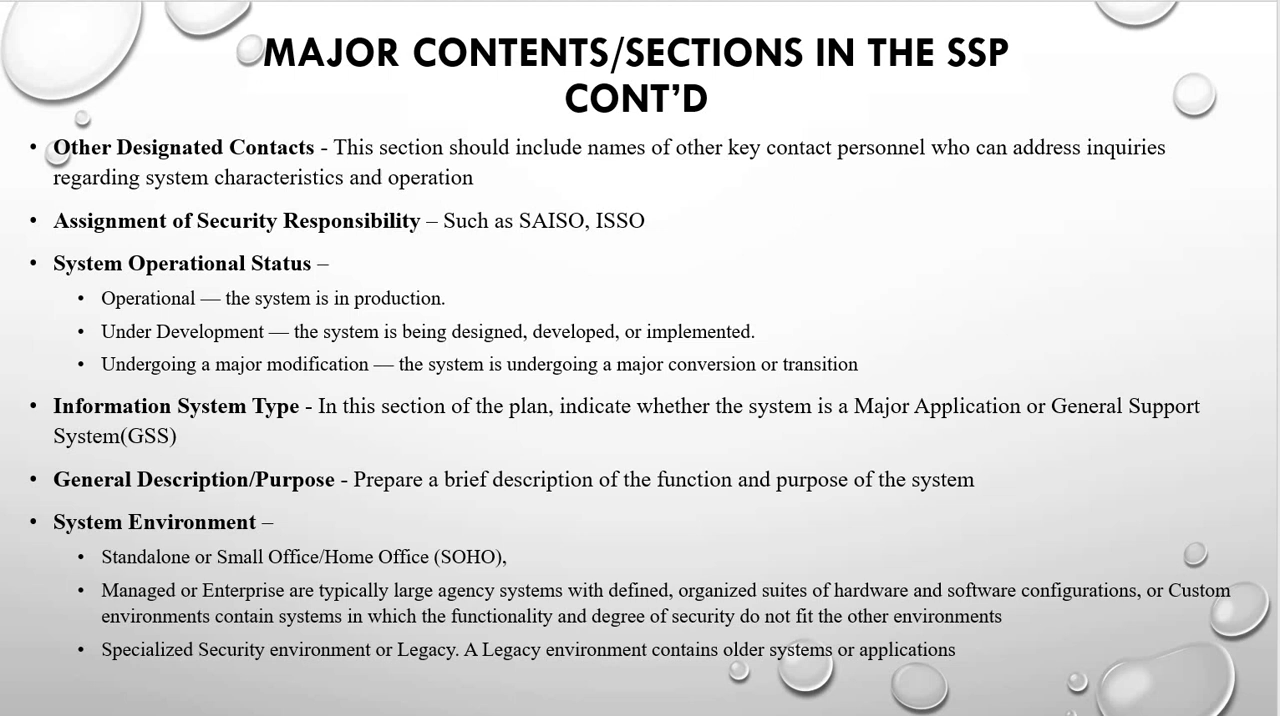 MAJOR CONTENTS/SECTIONS IN THE SSP
CONT'D
• Other Designated Contacts - This section should include names of other key contact personnel who can address inquiries
regarding system characteristics and operation
• Assignment of Security Responsibility – Such as SAISO, ISSO
• System Operational Status –
• Operational — the system is in production.
• Under Development — the system is being designed, developed, or implemented.
• Undergoing a major modification — the system is undergoing a major conversion or transition
• Information System Type - In this section of the plan, indicate whether the system is a Major Application or General Support
System(GSS)
• General Description/Purpose - Prepare a brief description of the function and purpose of the system
• System Environment –
• Standalone or Small Office/Home Office (SOHO),
• Managed or Enterprise are typically large agency systems with defined, organized suites of hardware and software configurations, or Custom
environments contain systems in which the functionality and degree of security do not fit the other environments
• Specialized Security environment or Legacy. A Legacy environment contains older systems or applications